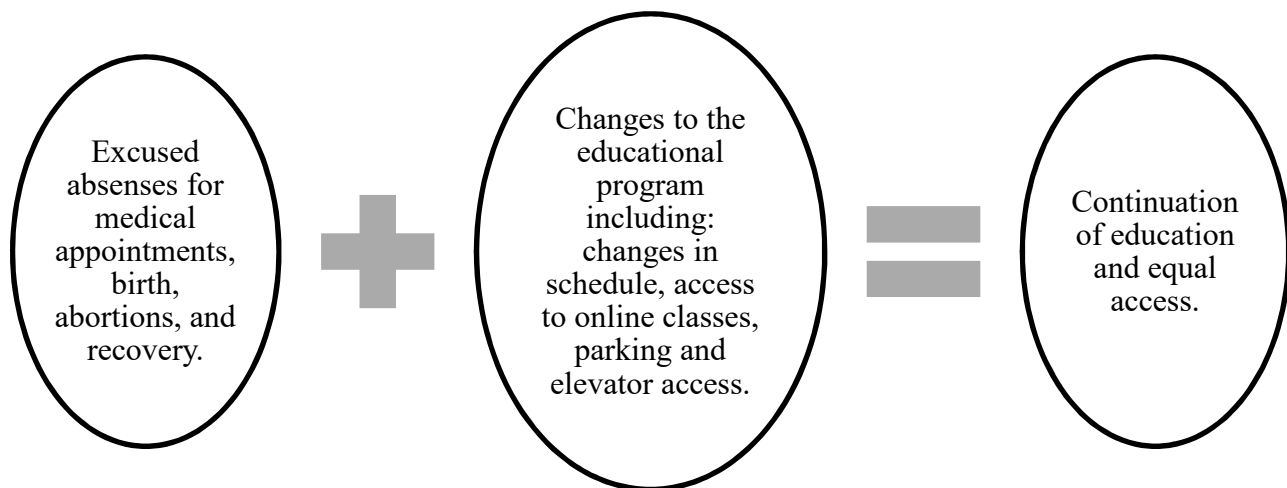 Excused
absenses for
medical
appointments,
birth,
abortions, and
recovery.
Changes to the
educational
program
including:
changes in
schedule, access
to online classes,
parking and
elevator access.
Continuation
of education
and equal
access.